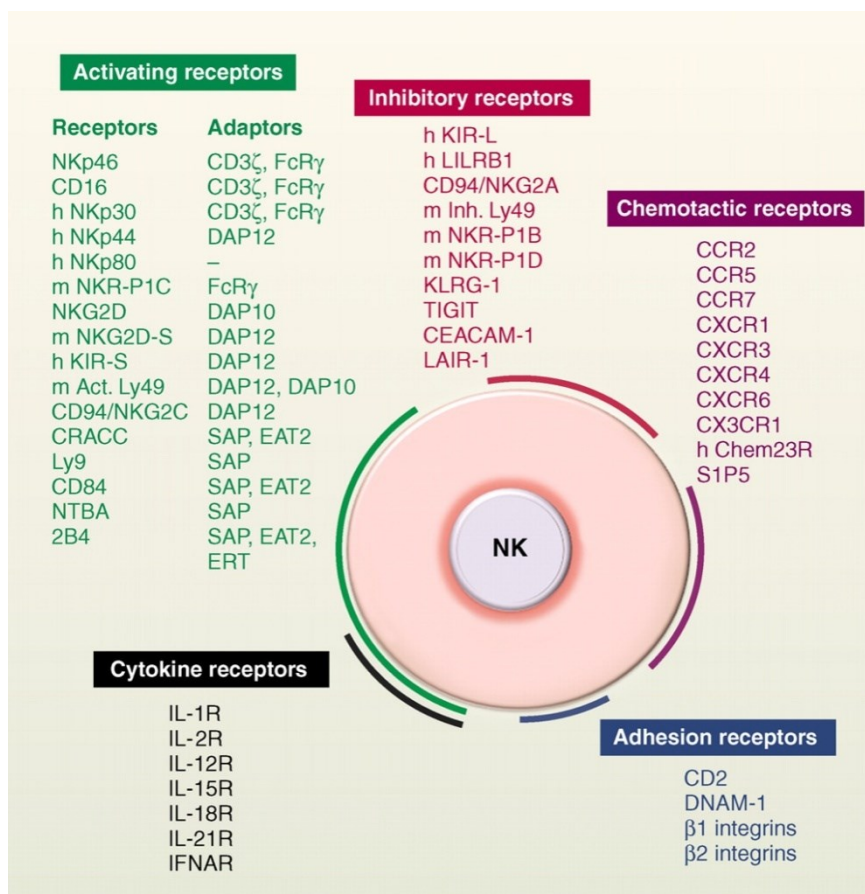 Activating receptors
Receptors Adaptors
NKp46 CD3ζ, FcRγ
CD16 CD3ζ, FcRγ
h NKp30 CD3ζ, FcRγ
h NKp44 DAP12
h NKp80 –
m NKR-P1C FcRγ
NKG2D DAP10
m NKG2D-S DAP12
h KIR-S DAP12
m Act. Ly49 DAP12, DAP10
CD94/NKG2C DAP12
CRACC SAP, EAT2
Ly9 SAP
CD84 SAP, EAT2
NTBA SAP
2B4 SAP, EAT2,
ERT
Inhibitory receptors
h KIR-L
h LILRB1
CD94/NKG2A
m Inh. Ly49
m NKR-P1B
m NKR-P1D
KLRG-1
TIGIT
CEACAM-1
LAIR-1
Chemotactic receptors
CCR2
CCR5
CCR7
CXCR1
CXCR3
CXCR4
CXCR6
CX3CR1
h Chem23R
S1P5
NK
Cytokine receptors
IL-1R
IL-2R
IL-12R
IL-15R
IL-18R
IL-21R
IFNAR
Adhesion receptors
CD2
DNAM-1
β1 integrins
β2 integrins